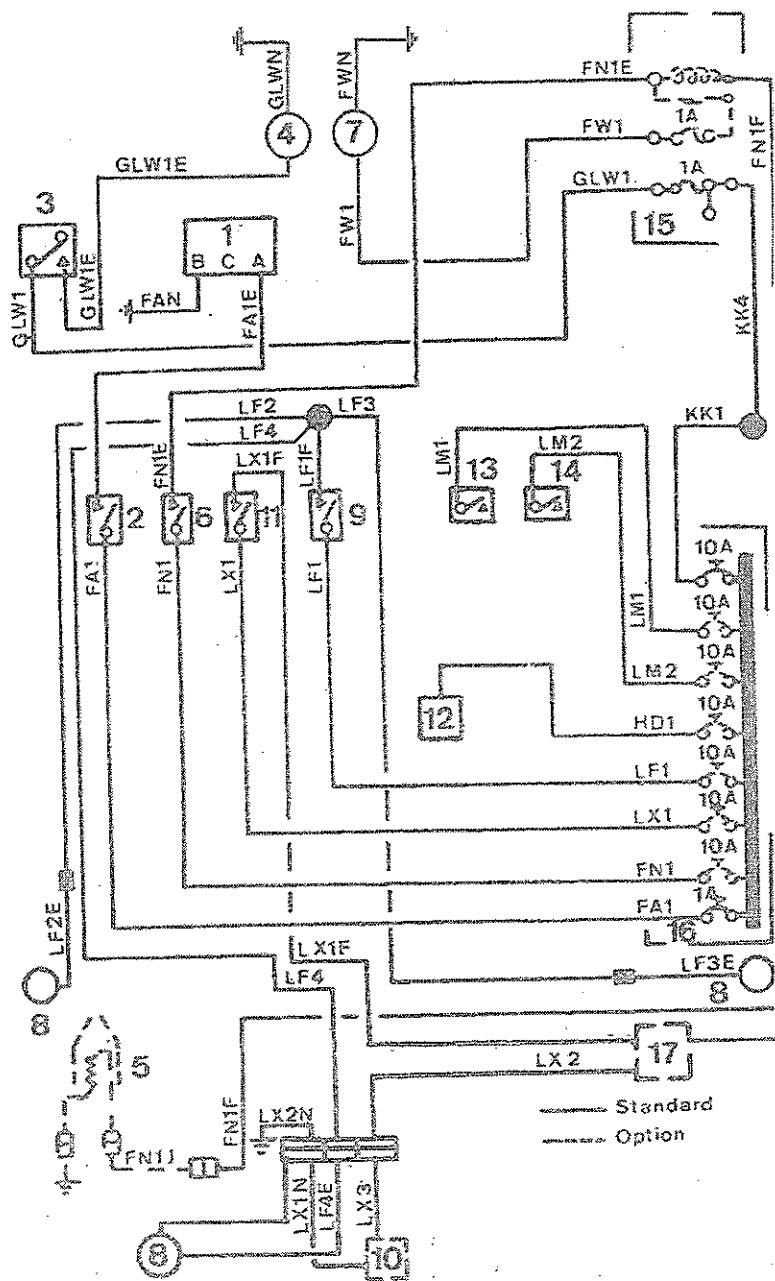 GLWN
FWN
FN1E
4
7
1A
FW1
FN1F
GLW1E
GLW1
1A
3
1
B C A
FW1
15
GLW1E
GLW1
FAN
FA1E
KK4
LF2
LF3
KK1
LF4
LX1F
LM2
FN1E
LF1F
LM1
13
14
2
6
11
9
10A
FA1
FN1
LX1
LF1
LM1
10A
10A
LM2
12
10A
HD1
10A
LF1
10A
LX1
10A
FN1
1A
FA1
16
LF2E
LX1F
LF4
LF3E
8
8
5
17
LX2
FN1F
LX2N
Standard
Option
FN1J
LX1N
LF4E
LX3
8
10